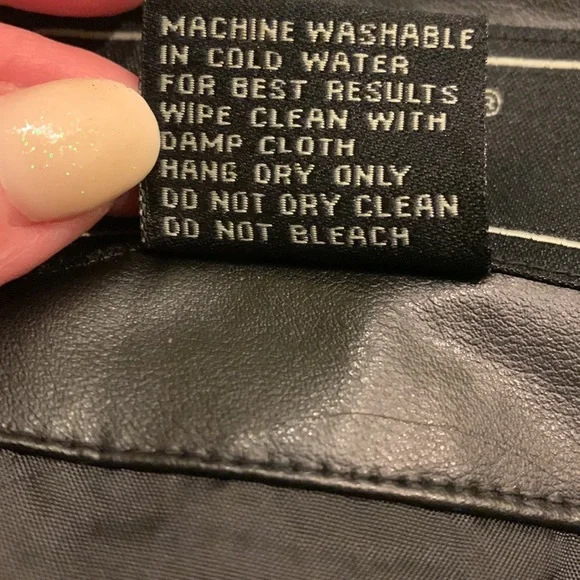 MACHINE WASHABLE
IN COLD WATER
FOR BEST RESULTS
WIPE CLEAN WITH
DAMP CLOTH
HANG DRY ONLY
DO NOT DRY CLEAN
DO NOT BLEACH
®